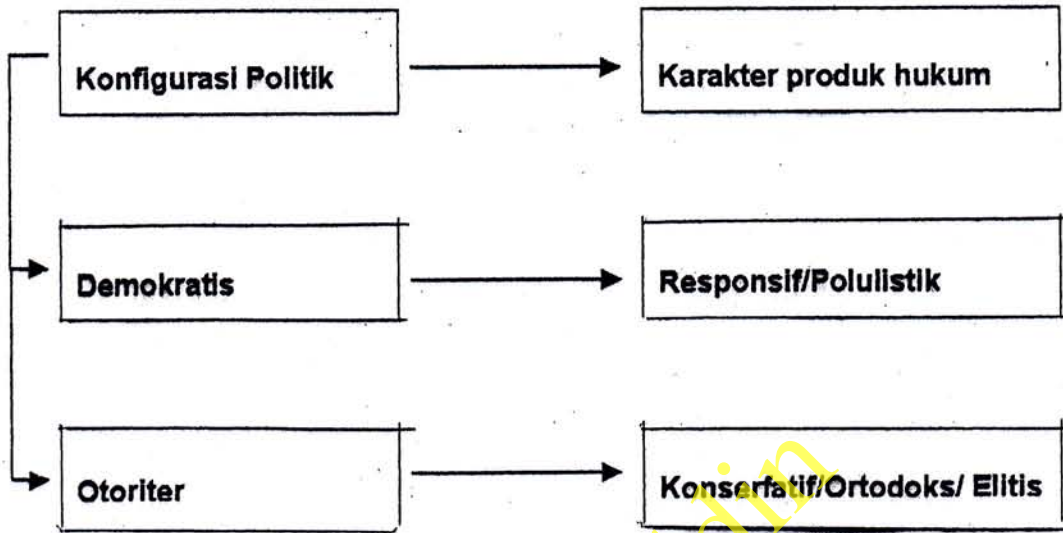 Konfigurasi Politik
Karakter produk hukum
Demokratis
Responsif/Polulistik
Otoriter
Konserfatif/Ortodoks/ Elitis